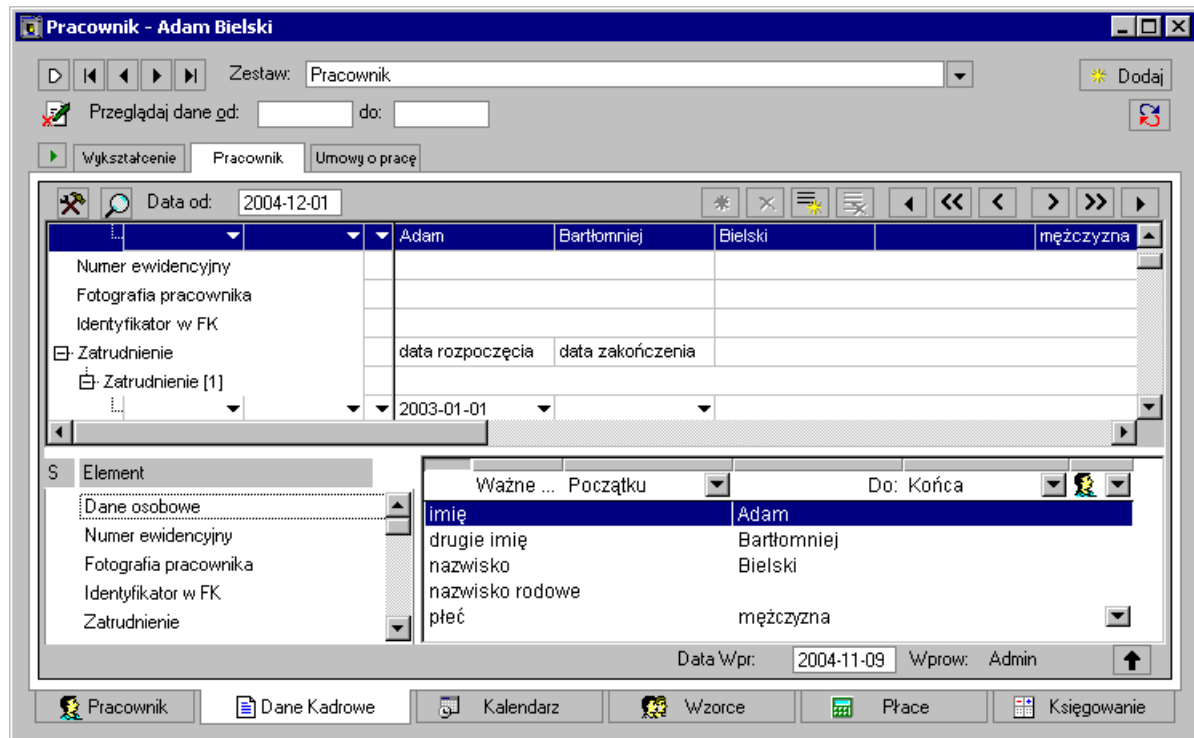 Pracownik - Adam Bielski
Zestaw: Pracownik Dodaj
Przeglądaj dane od: do:
Wykształcenie Pracownik Umowy o pracę
Data od: 2004-12-01
Adam Bartłomniej Bielski mężczyzna
Numer ewidencyjny
Fotografia pracownika
Identyfikator w FK
Zatrudnienie data rozpoczęcia data zakończenia
Zatrudnienie [1]
2003-01-01
S Element
Ważne ... Początku Do: Końca
Dane osobowe
Numer ewidencyjny
Fotografia pracownika
Identyfikator w FK
Zatrudnienie
imię Adam
drugie imię Bartłomniej
nazwisko Bielski
nazwisko rodowe
płeć mężczyzna
Data Wpr: 2004-11-09 Wprow: Admin
Pracownik Dane Kadrowe Kalendarz Wzorce Płace Księgowanie